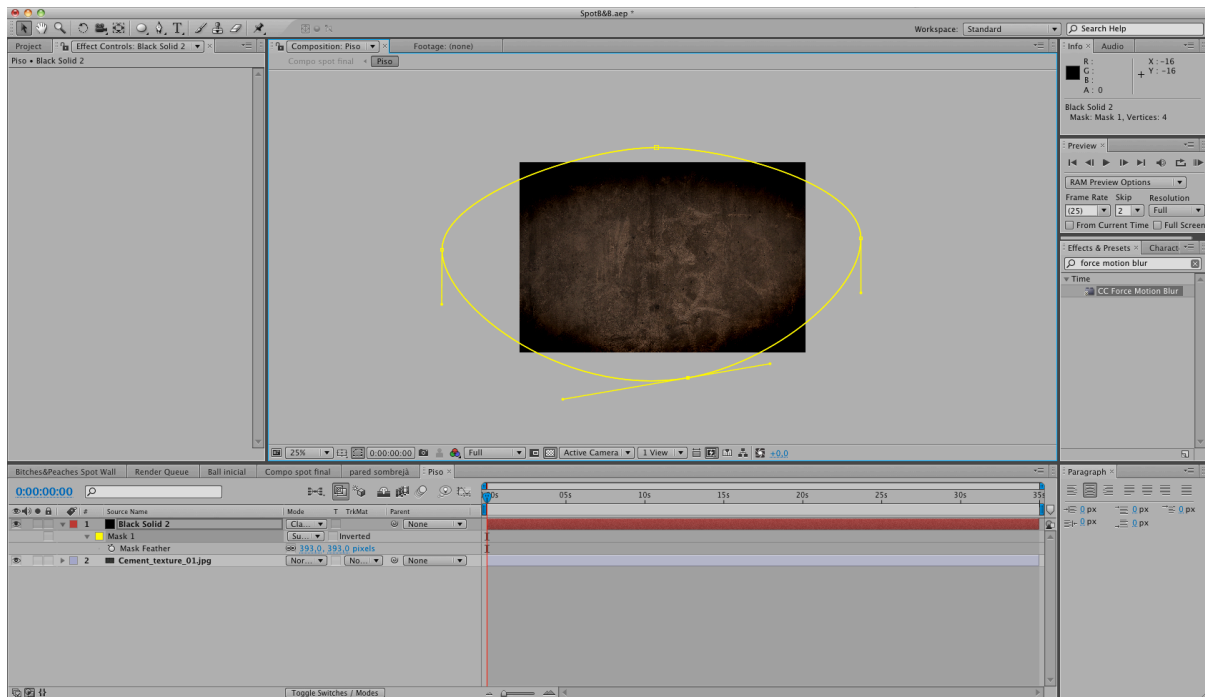 SpotB&B.aep *
Workspace: Standard
Search Help
Project
Effect Controls: Black Solid 2
Composition: Piso
Footage: (none)
Info
Audio
Piso • Black Solid 2
Compo spot final
Piso
R :
G :
B :
A : 0
X : -16
Y : -16
Black Solid 2
Mask: Mask 1, Vertices: 4
Preview
RAM Preview Options
Frame Rate Skip Resolution
(25) 2 Full
From Current Time Full Screen
Effects & Presets
Charact
force motion blur
Time
CC Force Motion Blur
25%
0:00:00:00
Full
Active Camera
1 View
+0,0
Bitches&Peaches Spot Wall
Render Queue
Ball inicial
Compo spot final
pared sombrejà
Piso
Paragraph
0:00:00:00
05s 10s 15s 20s 25s 30s
# Source Name Mode T TrkMat Parent
1 Black Solid 2 Cla... None
Mask 1 Su... Inverted
Mask Feather 393,0, 393,0 pixels
2 Cement_texture_01.jpg Nor... No... None
0 px 0 px 0 px
0 px 0 px
Toggle Switches / Modes